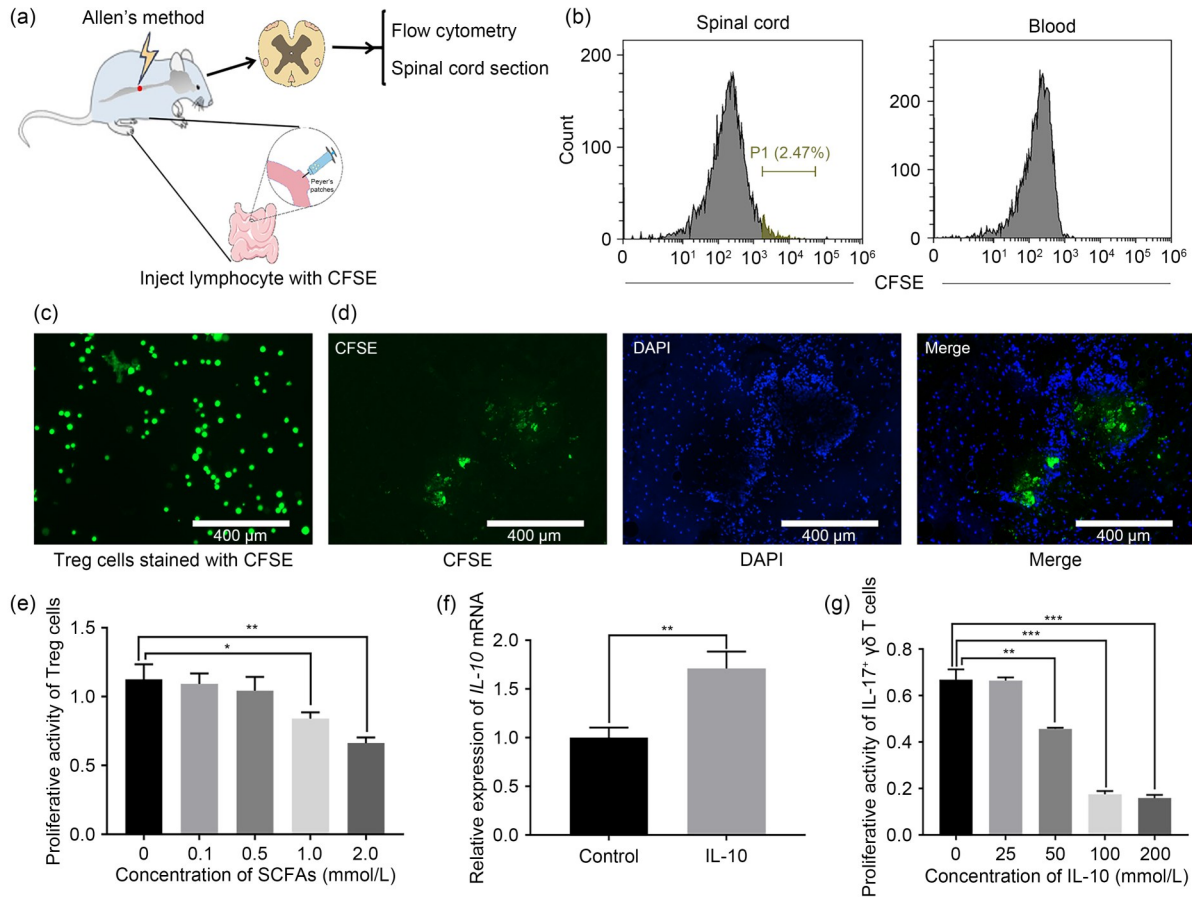 (a)
Allen's method
Flow cytometry
Spinal cord section
Peyer's
patches
Inject lymphocyte with CFSE
(b)
Spinal cord
Blood
Count
200
150
100
50
0
P1 (2.47%)
0 10¹ 10² 10³ 10⁴ 10⁵ 10⁶
200
100
0
0 10¹ 10² 10³ 10⁴ 10⁵ 10⁶
CFSE
(c)
400 μm
Treg cells stained with CFSE
(d)
CFSE
400 μm
CFSE
DAPI
400 μm
DAPI
Merge
400 μm
Merge
(e)
Proliferative activity of Treg cells
1.5
1.0
0.5
0.0
**
*
0 0.1 0.5 1.0 2.0
Concentration of SCFAs (mmol/L)
(f)
Relative expression of IL-10 mRNA
2.0
1.5
1.0
0.5
0.0
**
Control IL-10
(g)
Proliferative activity of IL-17⁺ γδ T cells
0.8
0.6
0.4
0.2
0.0
***
***
**
0 25 50 100 200
Concentration of IL-10 (mmol/L)